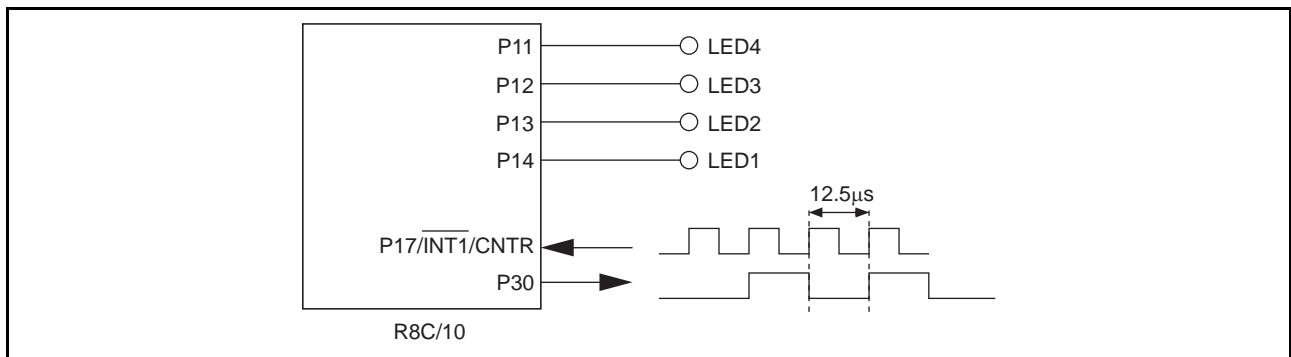 P11 LED4
P12 LED3
P13 LED2
P14 LED1
12.5μs
P17/INT1/CNTR
P30
R8C/10